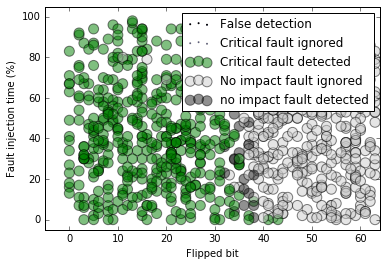 False detection
Critical fault ignored
Critical fault detected
No impact fault ignored
no impact fault detected
Fault injection time (%)
100
80
60
40
20
0
0 10 20 30 40 50 60
Flipped bit